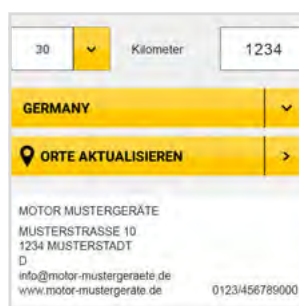 30 Kilometer 1234
GERMANY
ORTE AKTUALISIEREN
MOTOR MUSTERGERÄTE
MUSTERSTRASSE 10
1234 MUSTERSTADT
D
info@motor-mustergeraete.de
www.motor-mustergeräte.de 0123/456789000